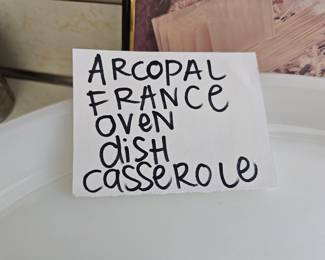 ARCOPAL
FRANCe
OVeN
diSH
CaSSeROLe